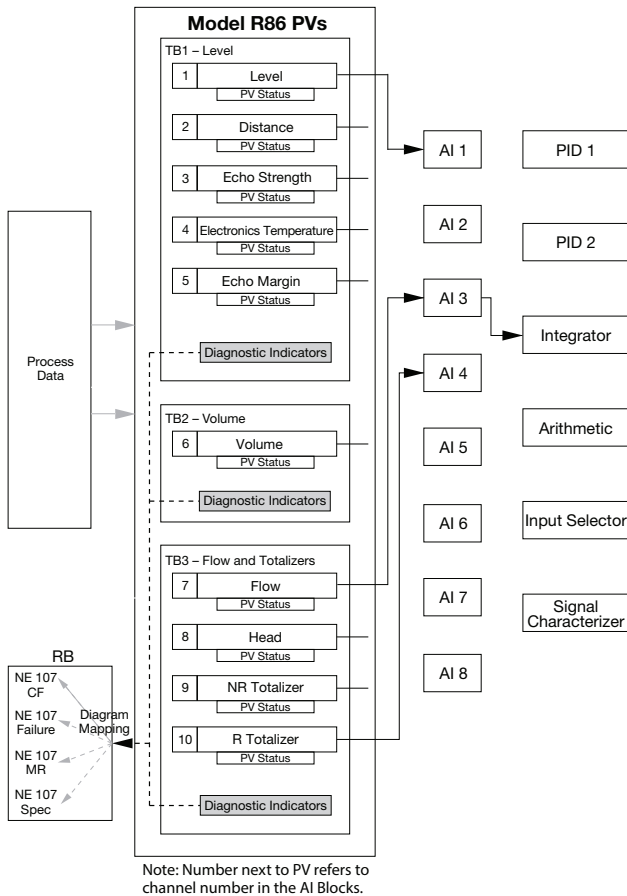 Model R86 PVs
TB1 – Level
1 Level
PV Status
2 Distance
PV Status
3 Echo Strength
PV Status
4 Electronics Temperature
PV Status
5 Echo Margin
PV Status
Diagnostic Indicators
TB2 – Volume
6 Volume
PV Status
Diagnostic Indicators
TB3 – Flow and Totalizers
7 Flow
PV Status
8 Head
PV Status
9 NR Totalizer
PV Status
10 R Totalizer
PV Status
Diagnostic Indicators
Process
Data
RB
NE 107
CF
NE 107
Failure
NE 107
MR
NE 107
Spec
Diagram
Mapping
AI 1
AI 2
AI 3
AI 4
AI 5
AI 6
AI 7
AI 8
PID 1
PID 2
Integrator
Arithmetic
Input Selector
Signal
Characterizer
Note: Number next to PV refers to
channel number in the AI Blocks.